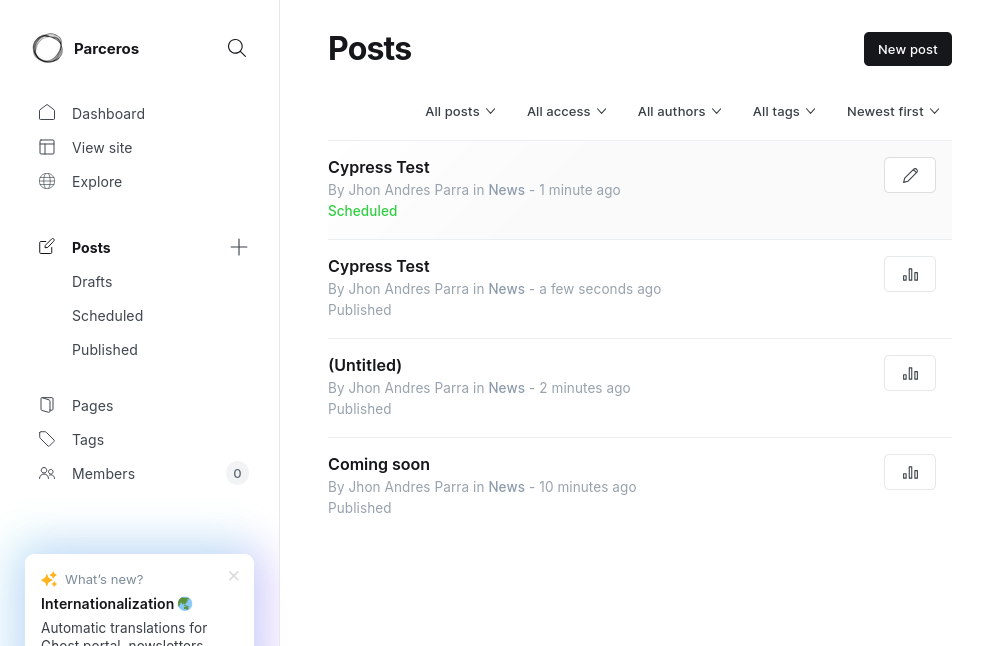 Parceros
Dashboard
View site
Explore
Posts
Drafts
Scheduled
Published
Pages
Tags
Members 0
What's new?
Internationalization
Automatic translations for
Ghost portal, newsletters
Posts
New post
All posts
All access
All authors
All tags
Newest first
Cypress Test
By Jhon Andres Parra in News - 1 minute ago
Scheduled
Cypress Test
By Jhon Andres Parra in News - a few seconds ago
Published
(Untitled)
By Jhon Andres Parra in News - 2 minutes ago
Published
Coming soon
By Jhon Andres Parra in News - 10 minutes ago
Published